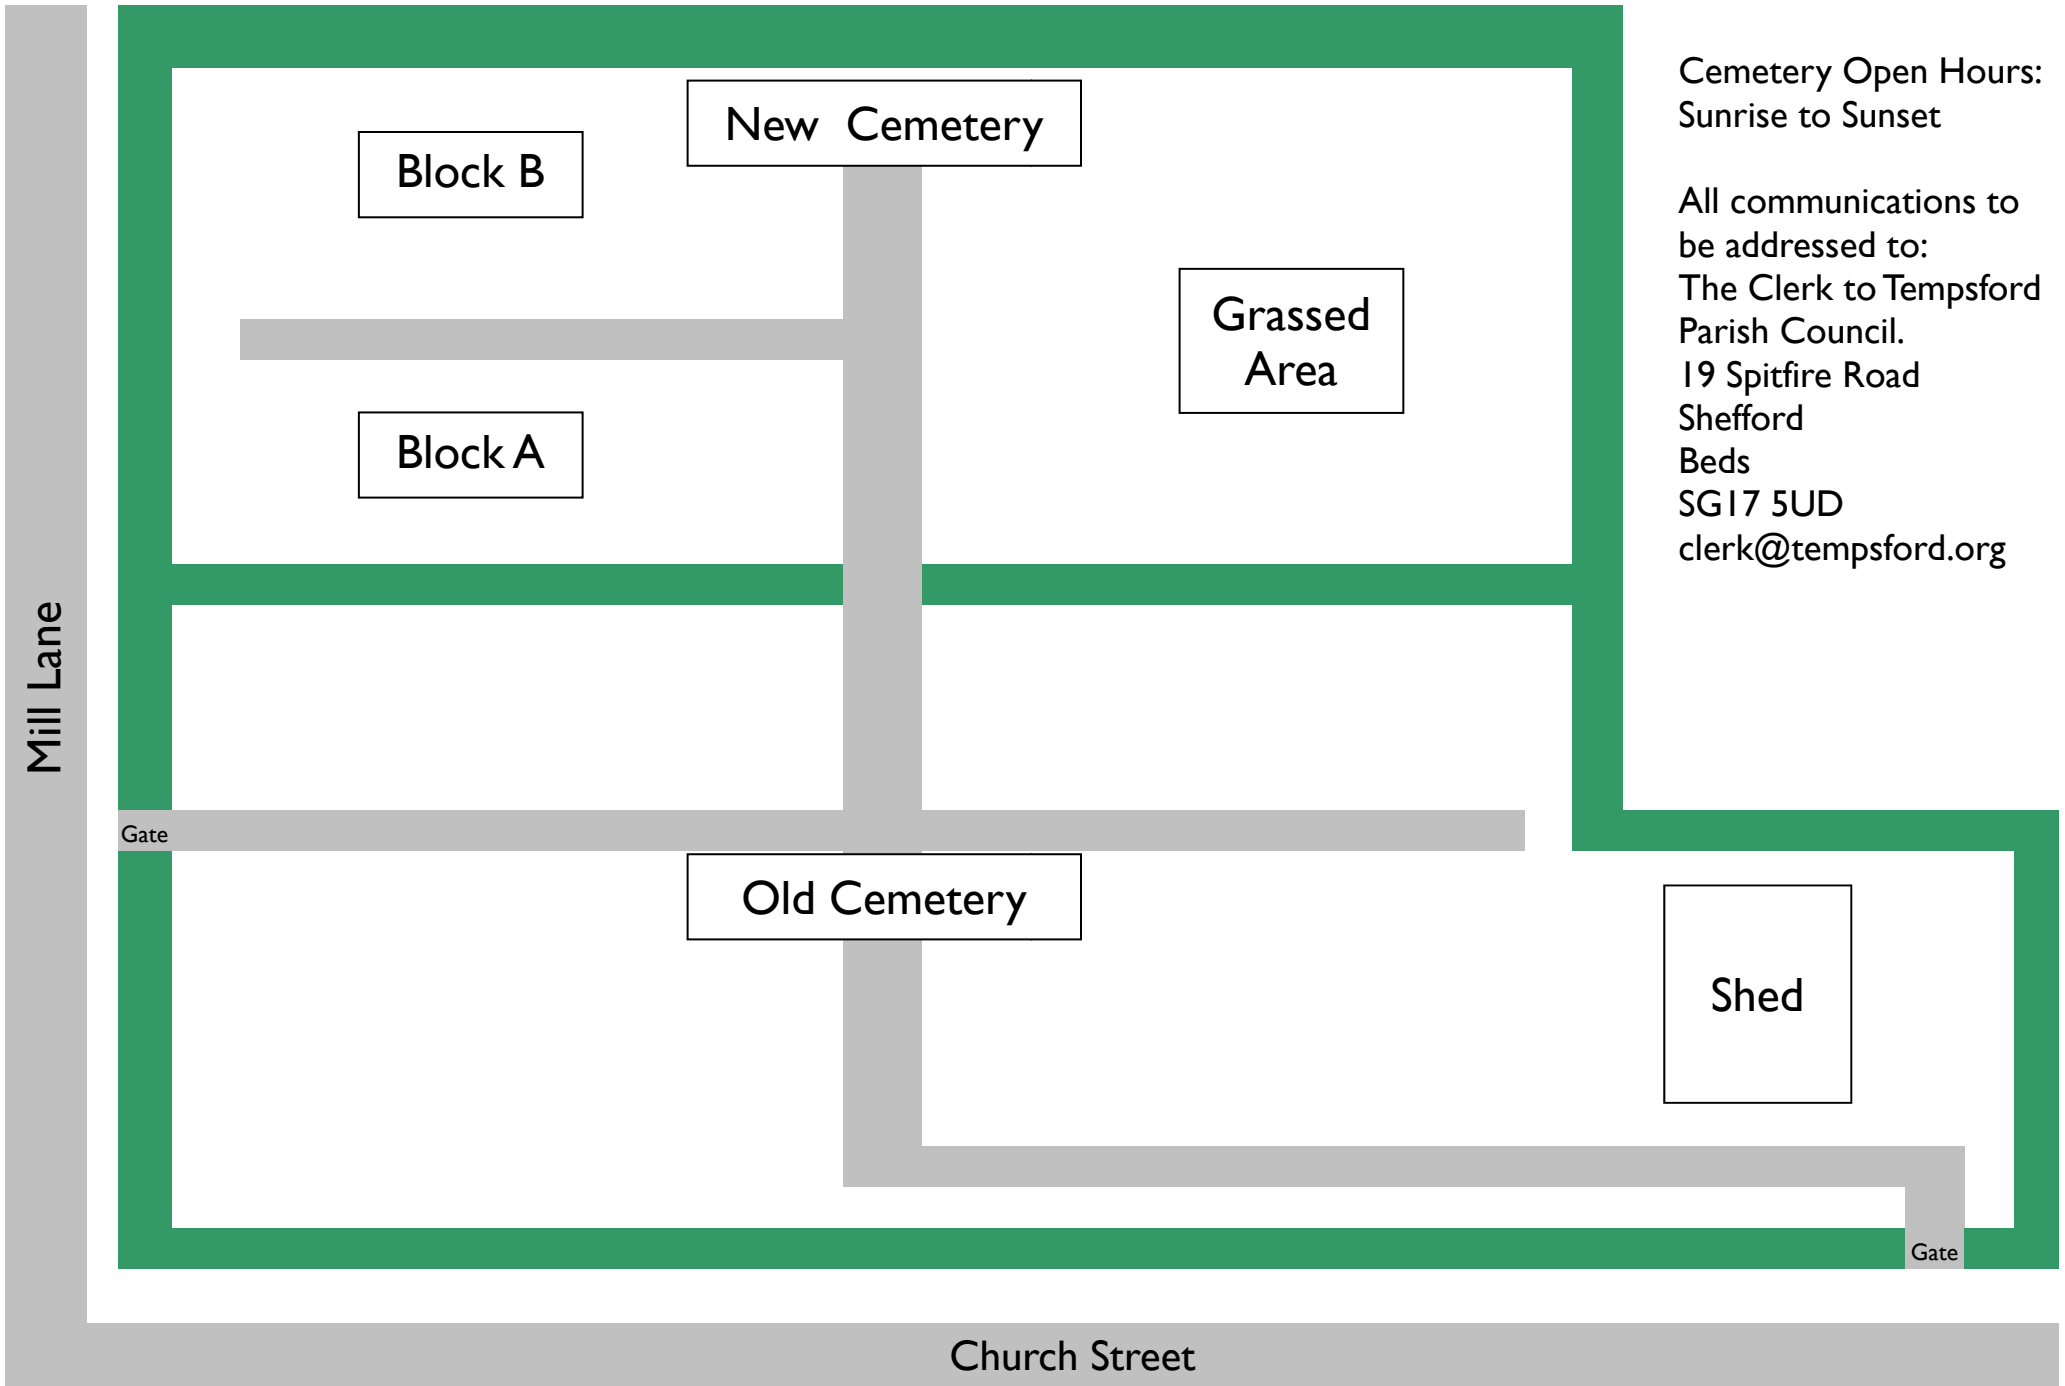 Cemetery Open Hours:
Sunrise to Sunset
All communications to
be addressed to:
The Clerk to Tempsford
Parish Council.
19 Spitfire Road
Shefford
Beds
SG17 5UD
clerk@tempsford.org
New Cemetery
Block B
Grassed
Area
Block A
Mill Lane
Gate
Old Cemetery
Shed
Gate
Church Street